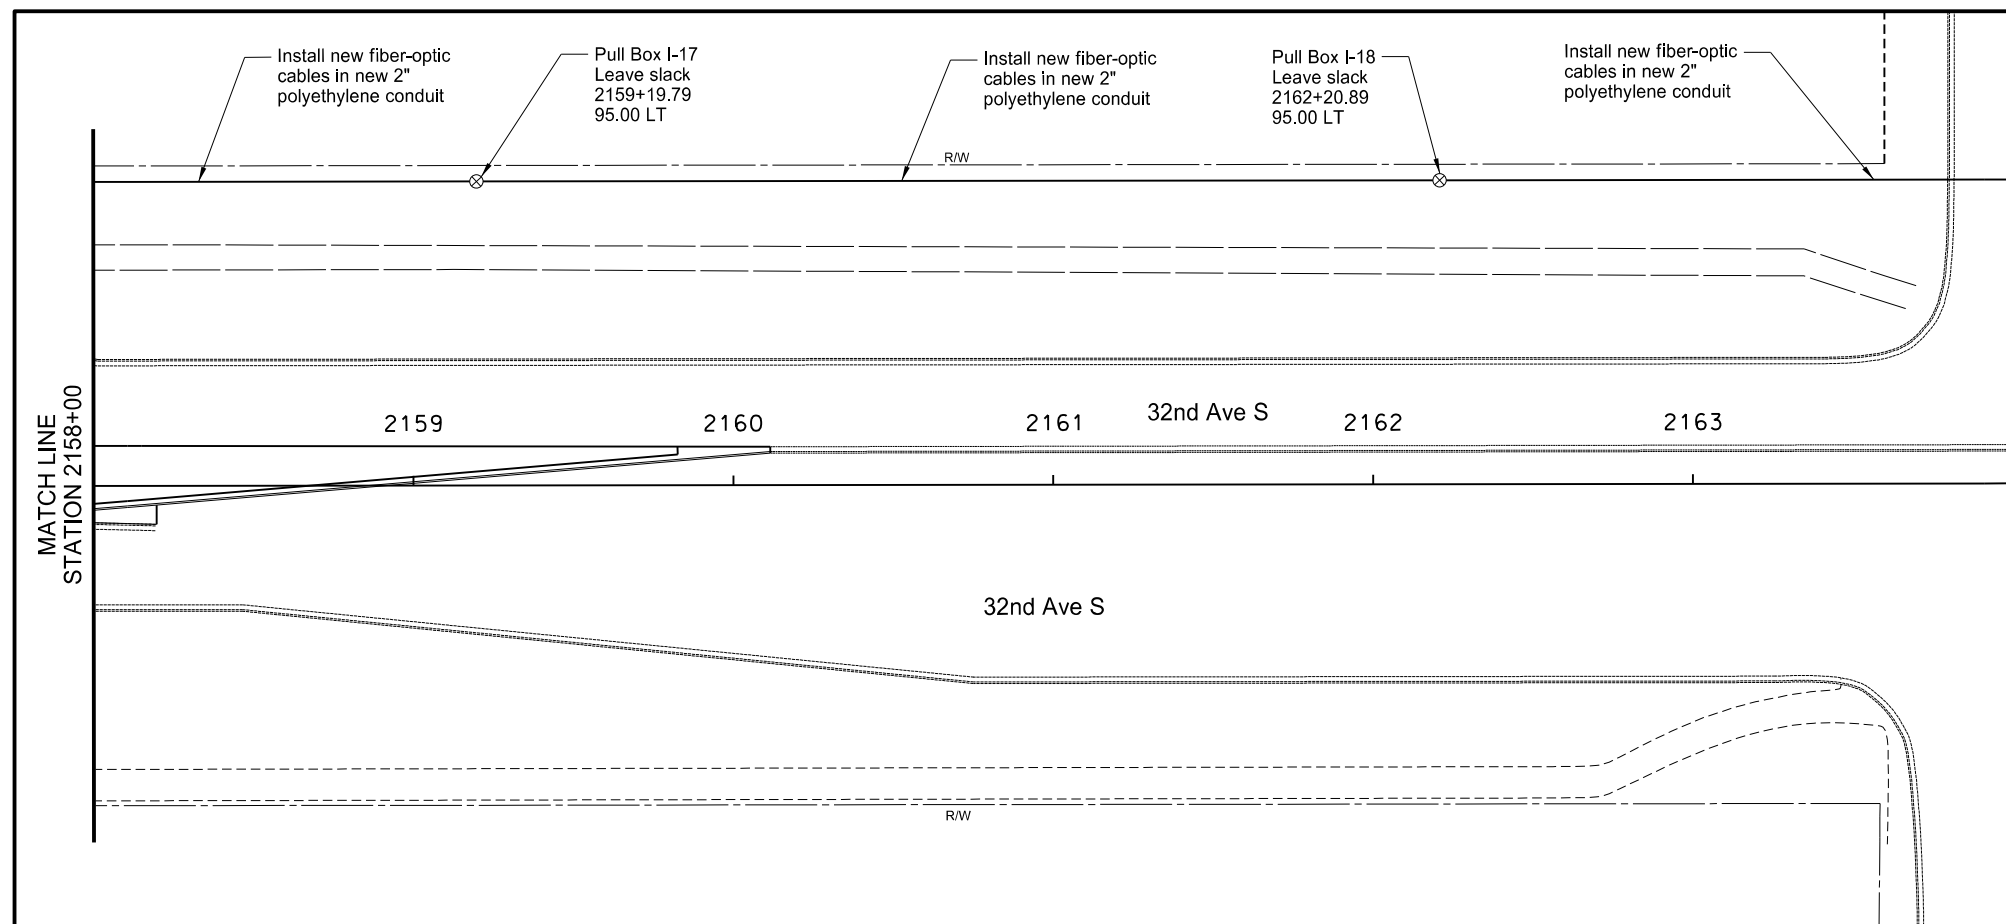 Install new fiber-optic
cables in new 2"
polyethylene conduit
Pull Box I-17
Leave slack
2159+19.79
95.00 LT
Install new fiber-optic
cables in new 2"
polyethylene conduit
Pull Box I-18
Leave slack
2162+20.89
95.00 LT
Install new fiber-optic
cables in new 2"
polyethylene conduit
R/W
MATCH LINE
STATION 2158+00
2159
2160
2161
32nd Ave S
2162
2163
32nd Ave S
R/W